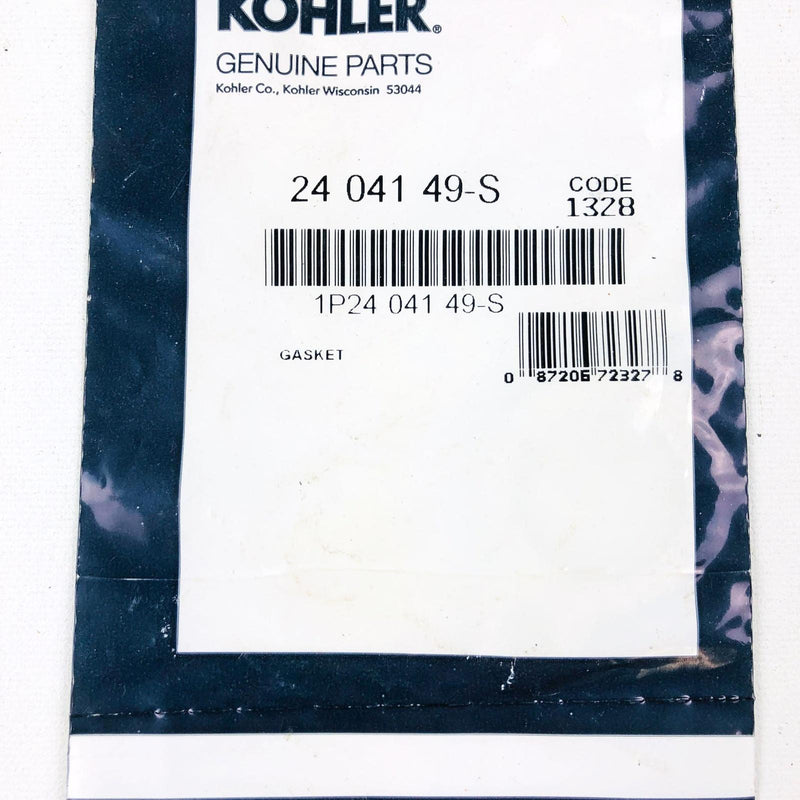 KOHLER®
GENUINE PARTS
Kohler Co., Kohler Wisconsin 53044
24 041 49-S
CODE
1328
1P24 041 49-S
GASKET
0 87206 72327 8